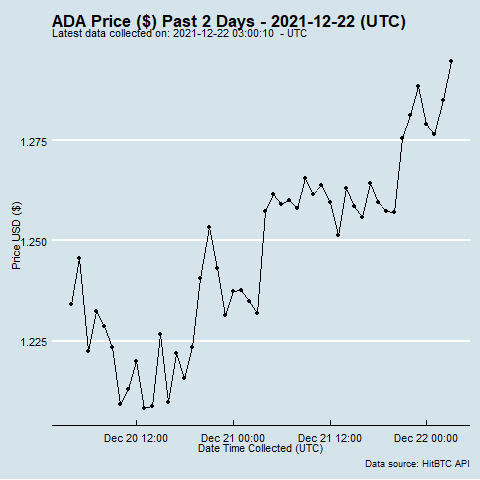 ADA Price ($) Past 2 Days - 2021-12-22 (UTC)
Latest data collected on: 2021-12-22 03:00:10  - UTC
1.275
1.250
1.225
Price USD ($)
Dec 20 12:00 Dec 21 00:00 Dec 21 12:00 Dec 22 00:00
Date Time Collected (UTC)
Data source: HitBTC API